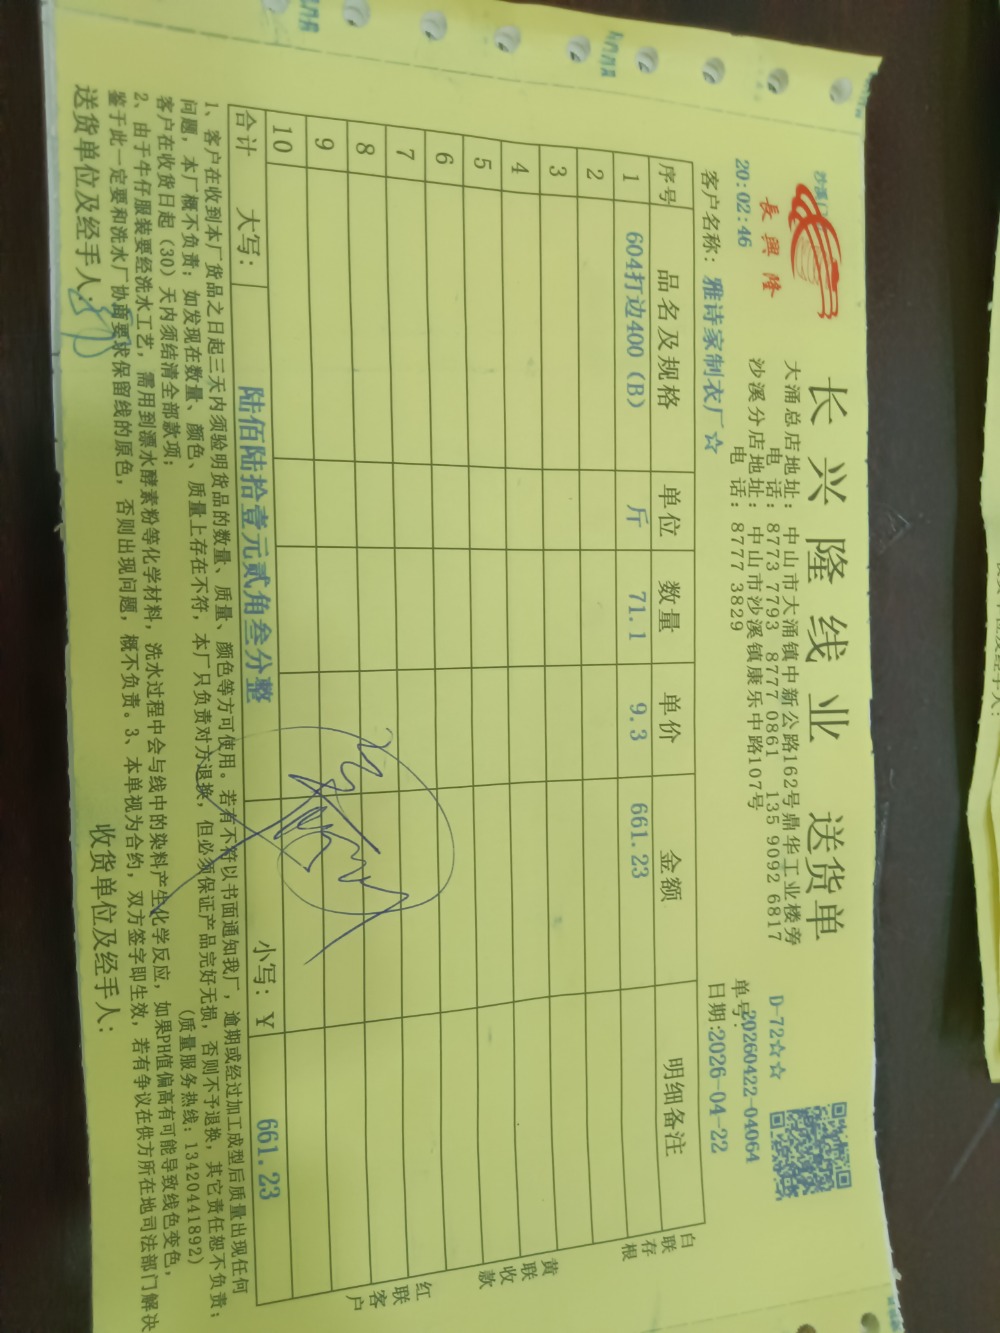 長興隆
20:02:46
长兴隆线业 送货单
大涌总店地址：中山市大涌镇中新公路162号鼎华工业楼旁
电 话：8773 7793 8777 0861 135 9092 6817
沙溪分店地址：中山市沙溪镇康乐中路107号
电 话：8777 3829
D-72☆☆
单号:20260422-04064
日期:2026-04-22
客户名称：雅诗家制衣厂☆
序号 品名及规格 单位 数量 单价 金额 明细备注
1 604打边400（B） 斤 71.1 9.3 661.23
2
3
4
5
6
7
8
9
10
合计 大写：陆佰陆拾壹元贰角叁分整 小写：￥ 661.23
白联存根
黄联收款
红联客户
1、客户在收到本厂货品之日起三天内须验明货品的数量、质量、颜色等方可使用。若有不符以书面通知我厂，逾期或经过加工成型后质量出现任何
问题，本厂概不负责；如发现在数量、颜色、质量上存在不符，本厂只负责对方退换，但必须保证产品完好无损，否则不予退换，其它责任恕不负责；
客户在收货日起（30）天内须结清全部款项； （质量服务热线：13420441892）
2、由于牛仔服装要经洗水工艺，需用到漂水酵素粉等化学材料，洗水过程中会与线中的染料产生化学反应，如果PH值偏高有可能导致线色变色，
鉴于此一定要和洗水厂协商要求保留线的原色，否则出现问题，概不负责。3、本单视为合约，双方签字即生效，若有争议在供方所在地司法部门解决
送货单位及经手人： 收货单位及经手人：